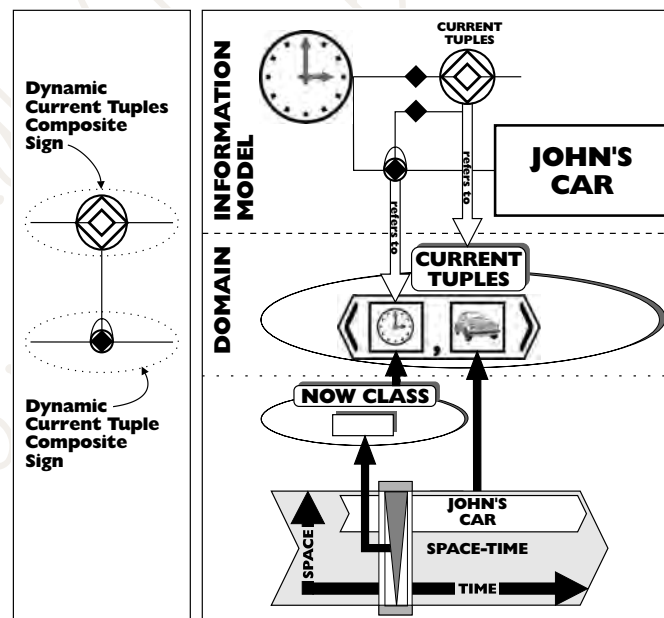 Dynamic
Current Tuples
Composite
Sign
Dynamic
Current Tuple
Composite
Sign
INFORMATION
MODEL
CURRENT
TUPLES
refers to
refers to
JOHN'S
CAR
DOMAIN
CURRENT
TUPLES
,
NOW CLASS
JOHN'S
CAR
SPACE
SPACE-TIME
TIME